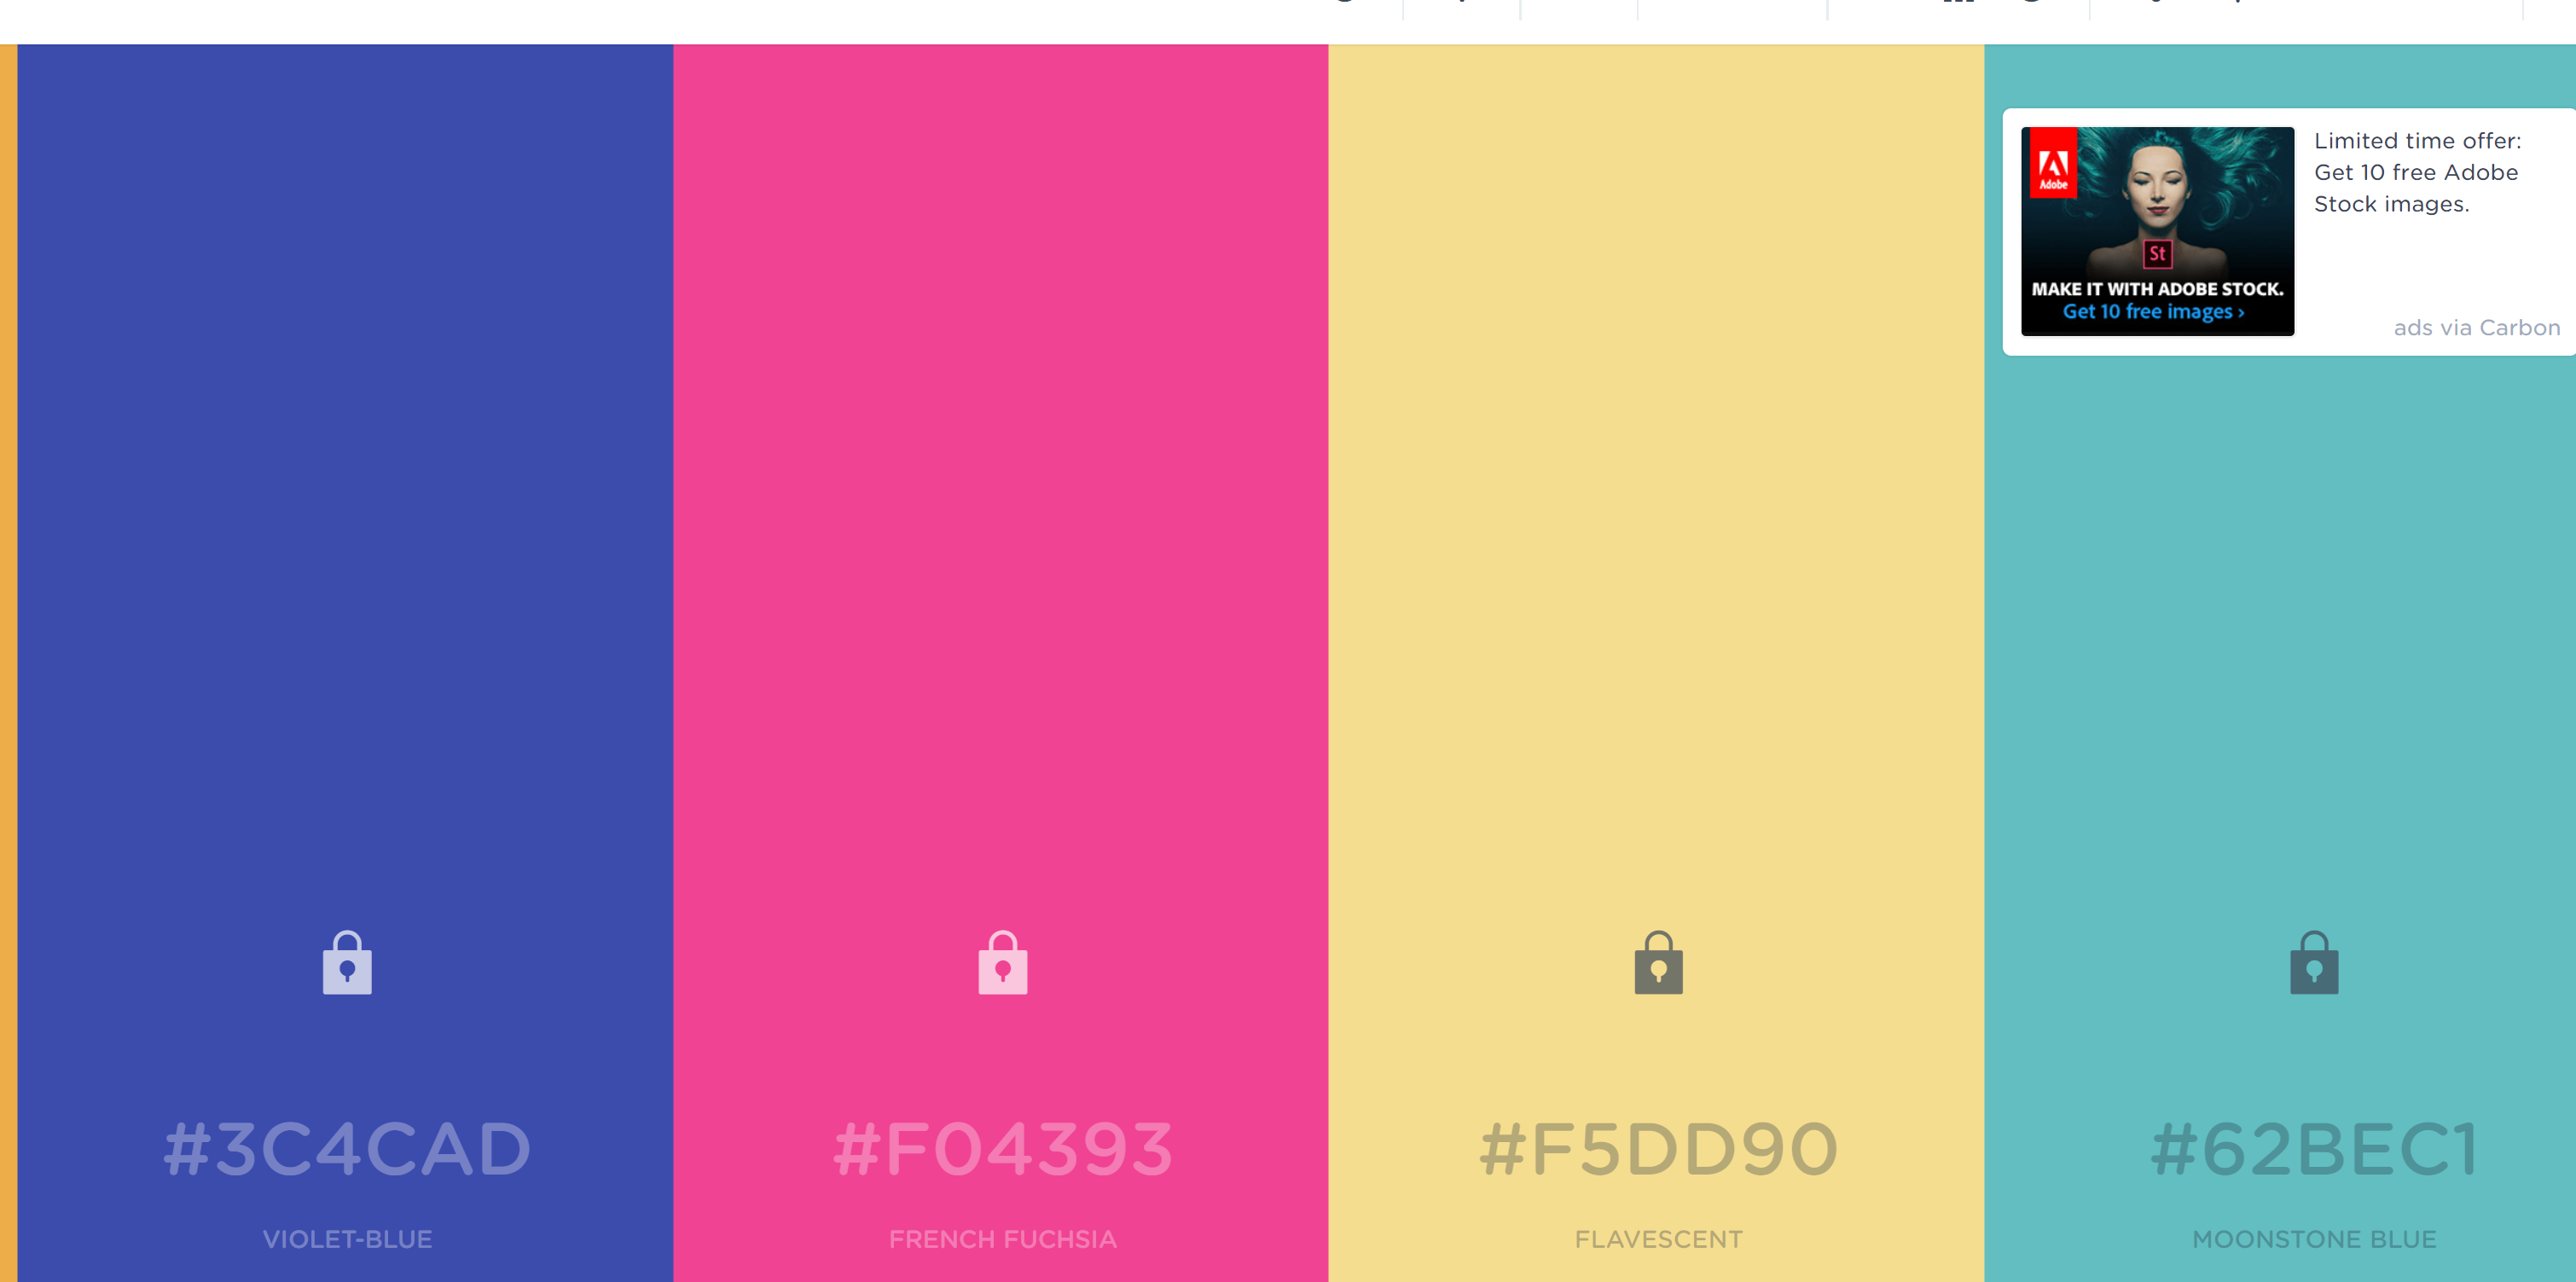 Limited time offer:
Get 10 free Adobe
Stock images.
Adobe
St
MAKE IT WITH ADOBE STOCK.
Get 10 free images ›
ads via Carbon
#3C4CAD
VIOLET-BLUE
#F04393
FRENCH FUCHSIA
#F5DD90
FLAVESCENT
#62BEC1
MOONSTONE BLUE